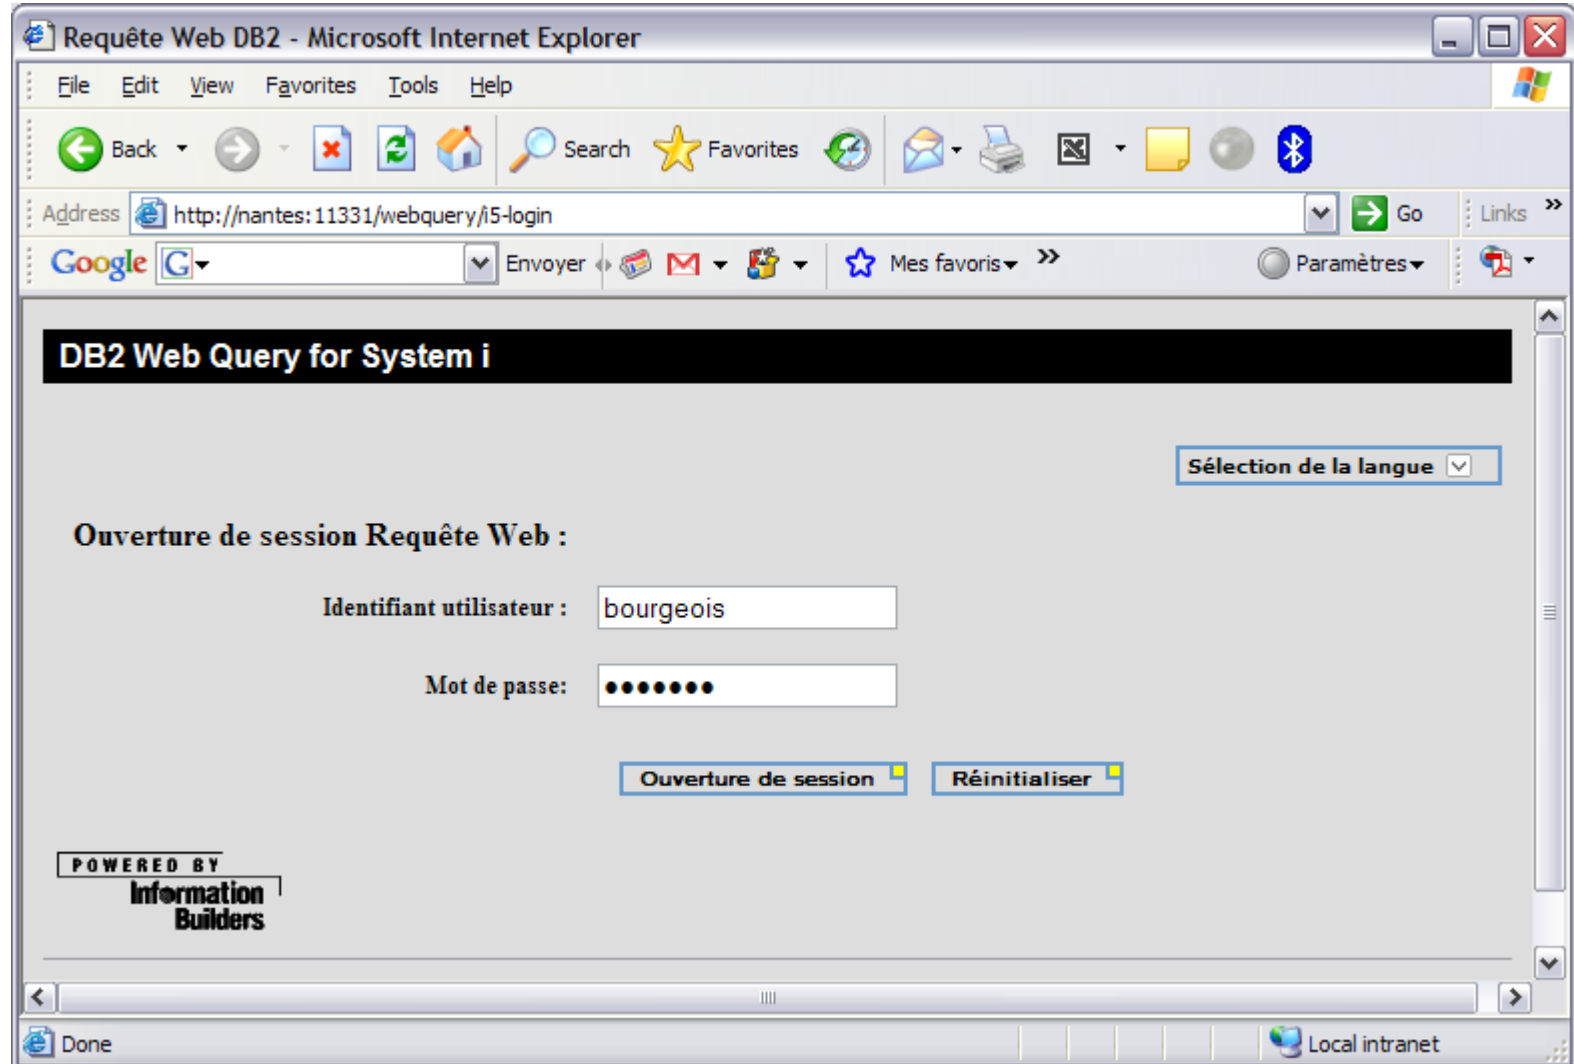 Requête Web DB2 - Microsoft Internet Explorer
File Edit View Favorites Tools Help
Back Search Favorites
Address http://nantes:11331/webquery/i5-login Go Links »
Google G Envoyer Mes favoris » Paramètres
DB2 Web Query for System i
Sélection de la langue
Ouverture de session Requête Web :
Identifiant utilisateur : bourgeois
Mot de passe: •••••••
Ouverture de session Réinitialiser
POWERED BY
Information
Builders
Done Local intranet